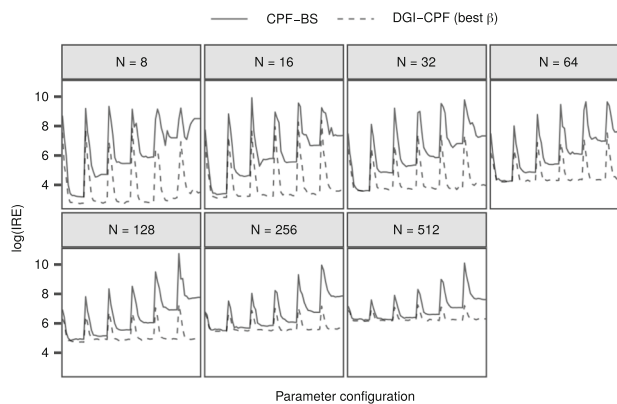 CPF−BS DGI−CPF (best β)
N = 8 N = 16 N = 32 N = 64
10
8
6
4
log(IRE)
N = 128 N = 256 N = 512
10
8
6
4
Parameter configuration